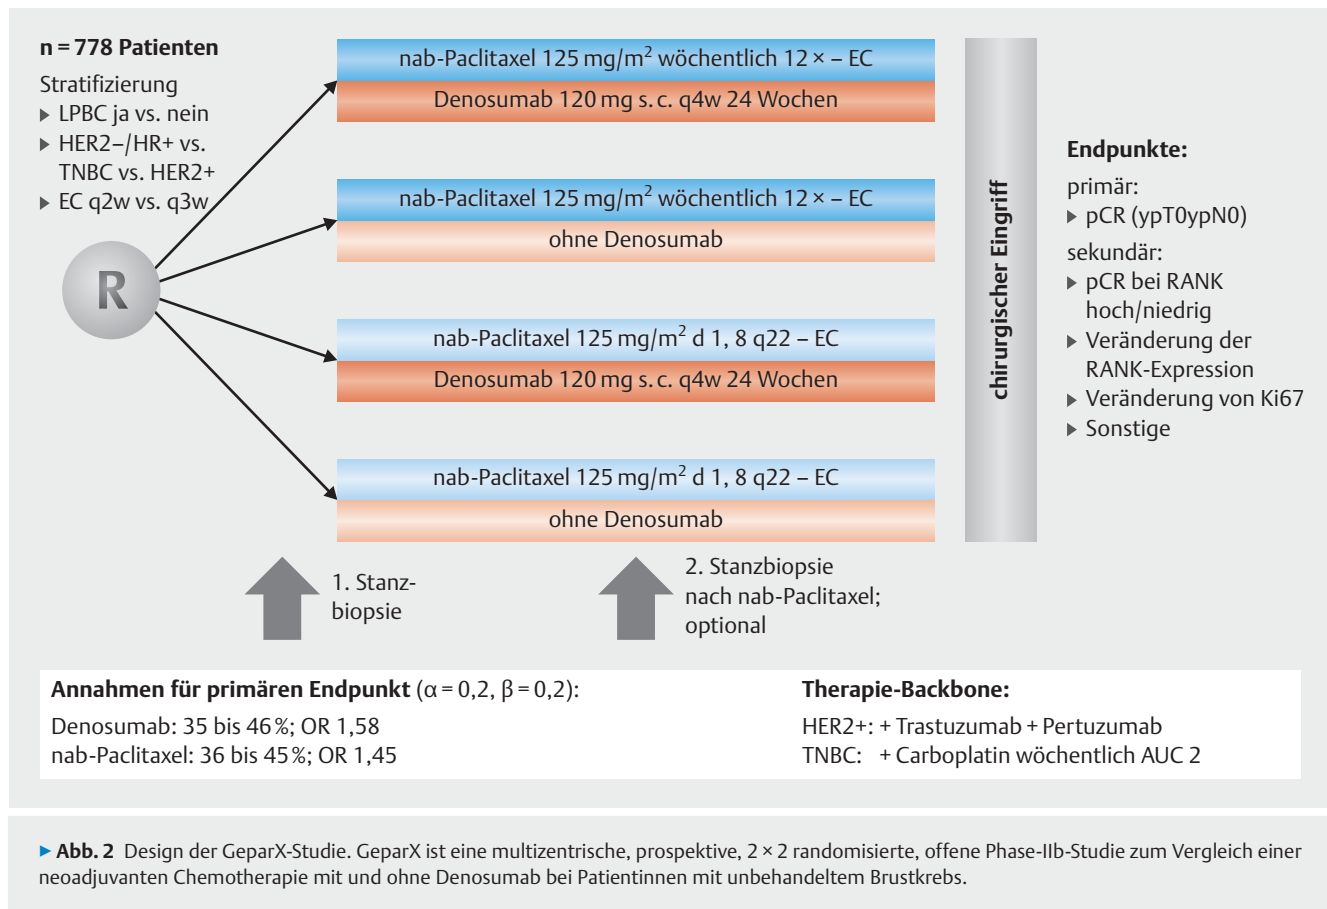 n = 778 Patienten
Stratifizierung
▶ LPBC ja vs. nein
▶ HER2–/HR+ vs.
TNBC vs. HER2+
▶ EC q2w vs. q3w
R
nab-Paclitaxel 125 mg/m² wöchentlich 12 × – EC
Denosumab 120 mg s. c. q4w 24 Wochen
nab-Paclitaxel 125 mg/m² wöchentlich 12 × – EC
ohne Denosumab
nab-Paclitaxel 125 mg/m² d 1, 8 q22 – EC
Denosumab 120 mg s. c. q4w 24 Wochen
nab-Paclitaxel 125 mg/m² d 1, 8 q22 – EC
ohne Denosumab
chirurgischer Eingriff
Endpunkte:
primär:
▶ pCR (ypT0ypN0)
sekundär:
▶ pCR bei RANK
hoch/niedrig
▶ Veränderung der
RANK-Expression
▶ Veränderung von Ki67
▶ Sonstige
1. Stanz-
biopsie
2. Stanzbiopsie
nach nab-Paclitaxel;
optional
Annahmen für primären Endpunkt (α = 0,2, β = 0,2):
Denosumab: 35 bis 46 %; OR 1,58
nab-Paclitaxel: 36 bis 45 %; OR 1,45
Therapie-Backbone:
HER2+: + Trastuzumab + Pertuzumab
TNBC: + Carboplatin wöchentlich AUC 2
▶ Abb. 2 Design der GeparX-Studie. GeparX ist eine multizentrische, prospektive, 2 × 2 randomisierte, offene Phase-IIb-Studie zum Vergleich einer
neoadjuvanten Chemotherapie mit und ohne Denosumab bei Patientinnen mit unbehandeltem Brustkrebs.